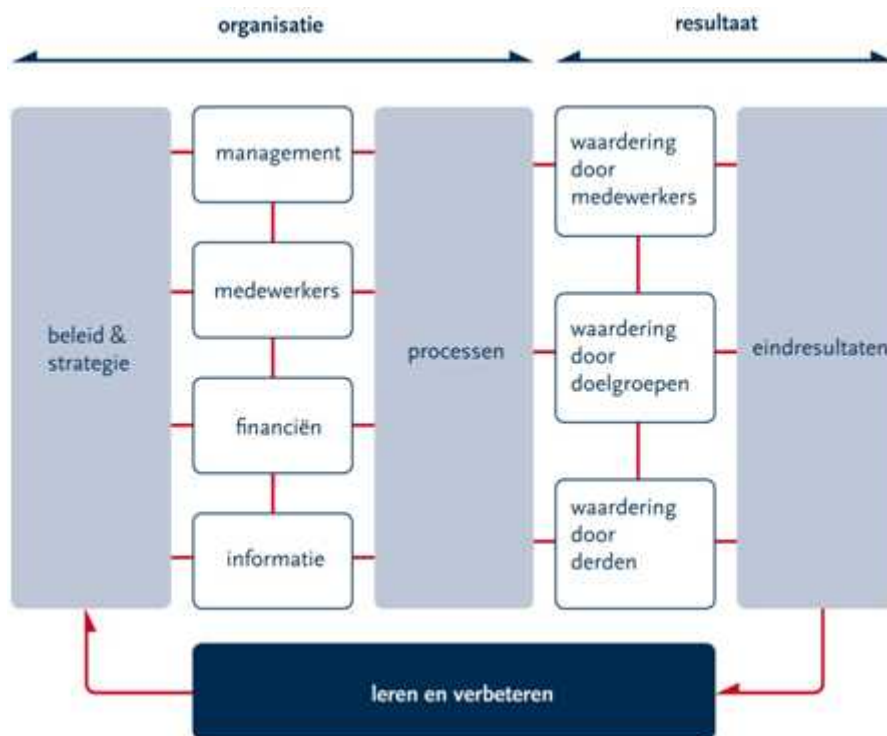 organisatie
resultaat
beleid &
strategie
management
medewerkers
financiën
informatie
processen
waardering
door
medewerkers
waardering
door
doelgroepen
waardering
door
derden
eindresultaten
leren en verbeteren